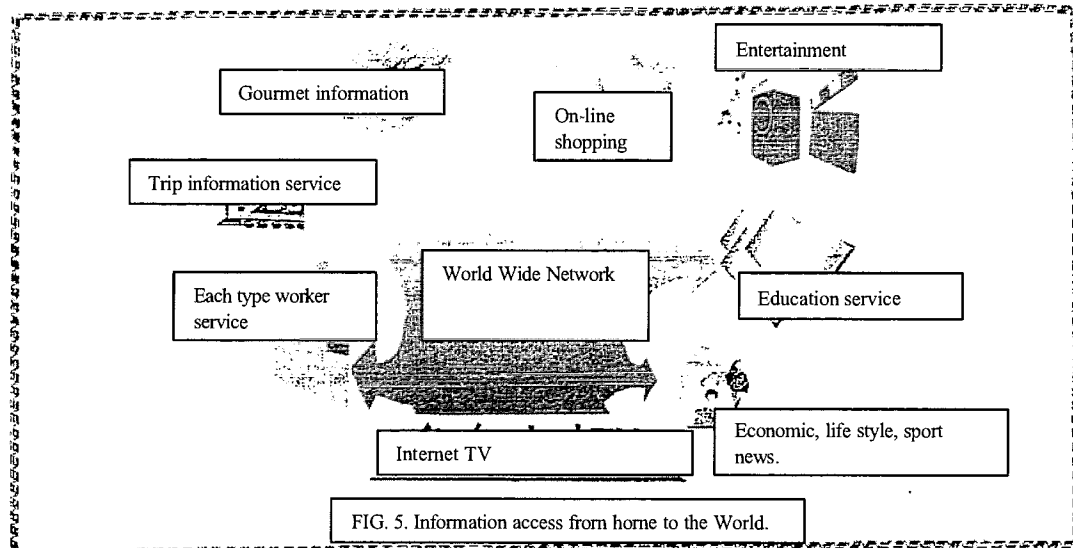 Entertainment
Gourmet information
On-line
shopping
Trip information service
World Wide Network
Each type worker
service
Education service
Economic, life style, sport
news.
Internet TV
FIG. 5. Information access from home to the World.